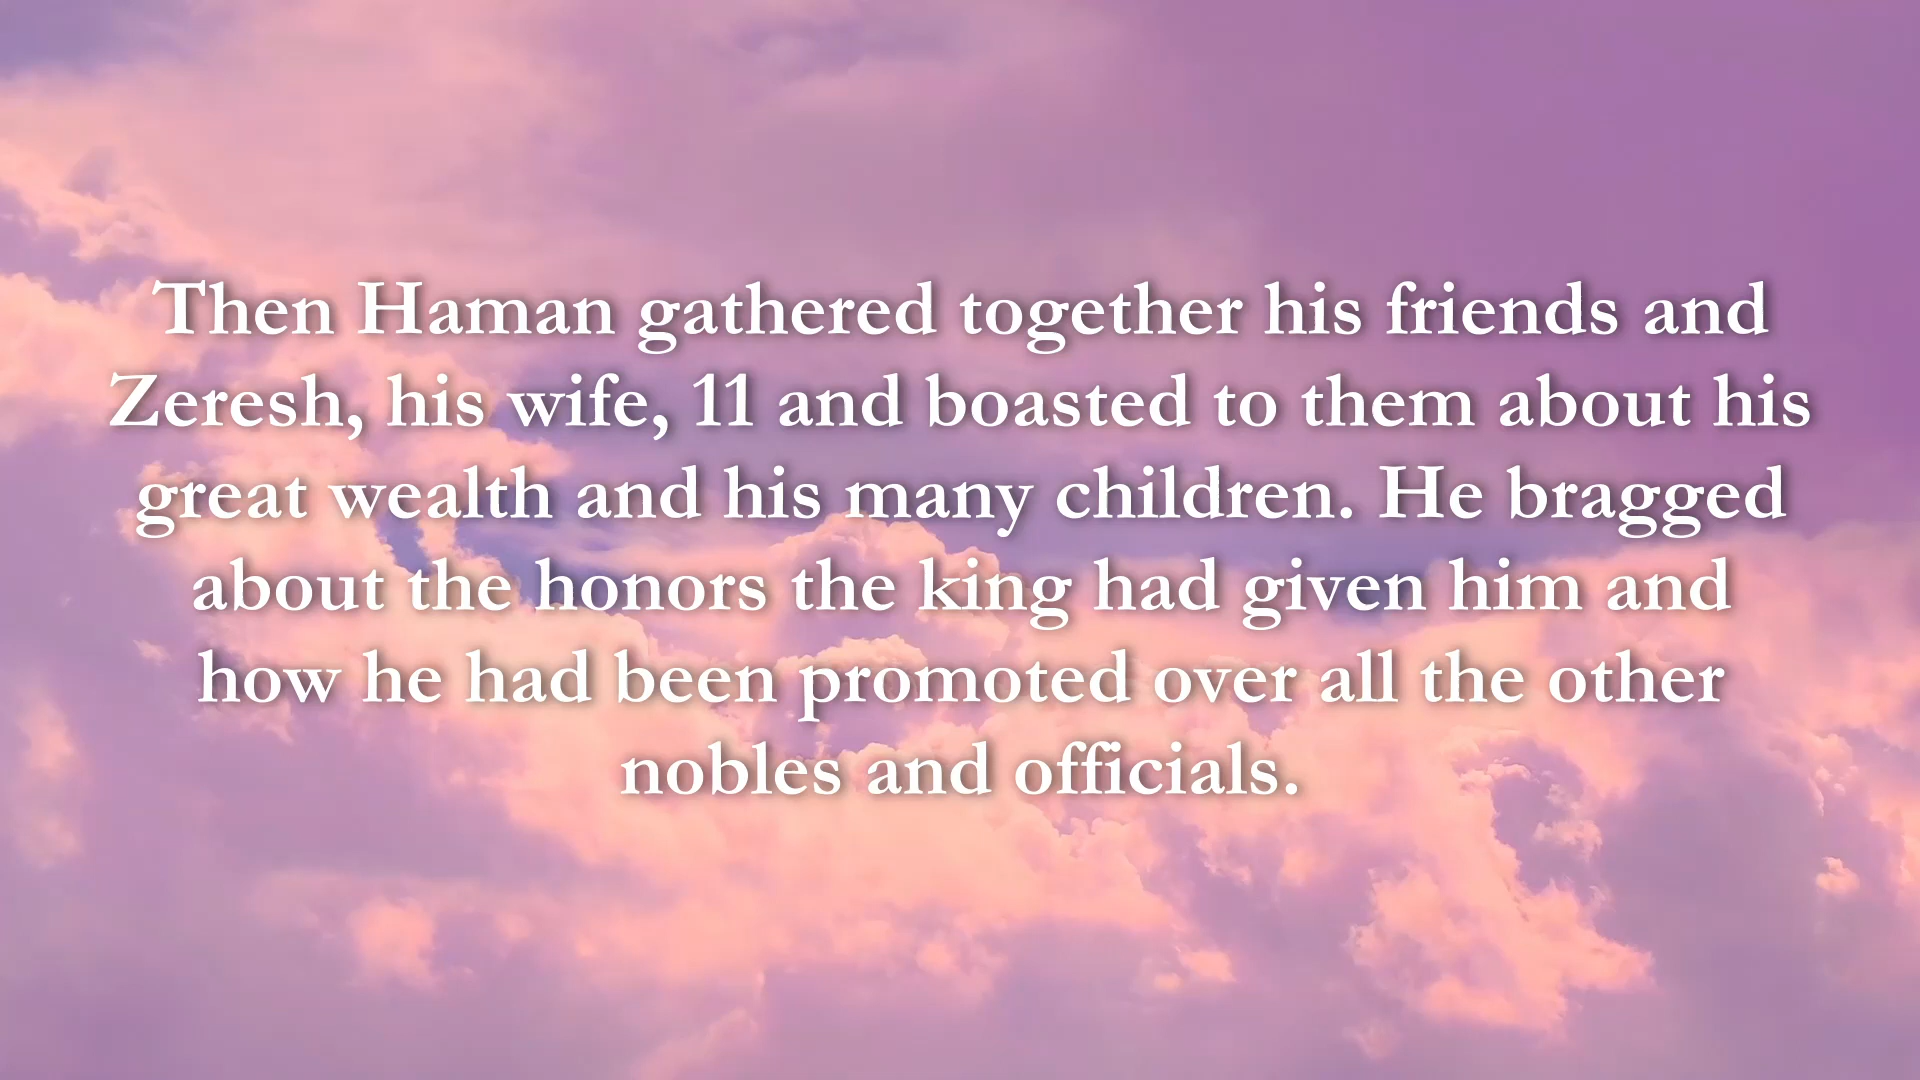 Then Haman gathered together his friends and
Zeresh, his wife, 11 and boasted to them about his
great wealth and his many children. He bragged
about the honors the king had given him and
how he had been promoted over all the other
nobles and officials.